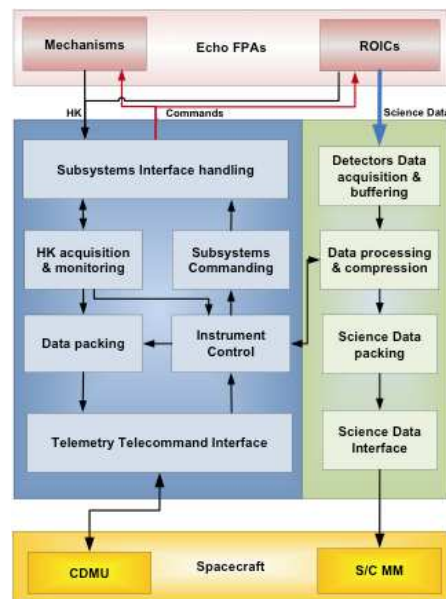 Mechanisms
Echo FPAs
ROICs
HK
Commands
Science Data
Subsystems Interface handling
Detectors Data
acquisition &
buffering
HK acquisition
& monitoring
Subsystems
Commanding
Data processing
& compression
Data packing
Instrument
Control
Science Data
packing
Telemetry Telecommand Interface
Science Data
Interface
CDMU
Spacecraft
S/C MM